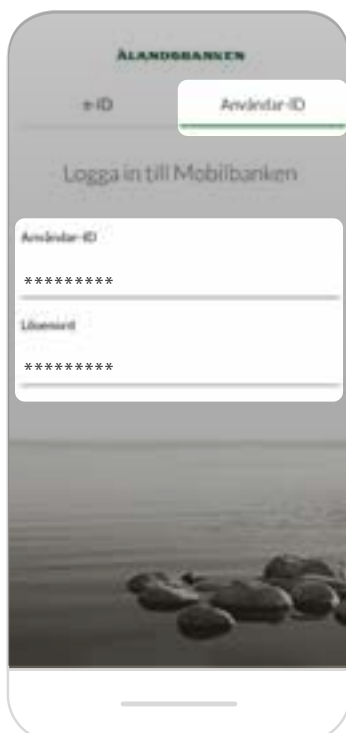 ÅLANDSBANKEN
e-ID Användar-ID
Logga in till Mobilbanken
Användar-ID
*********
Lösenord
*********